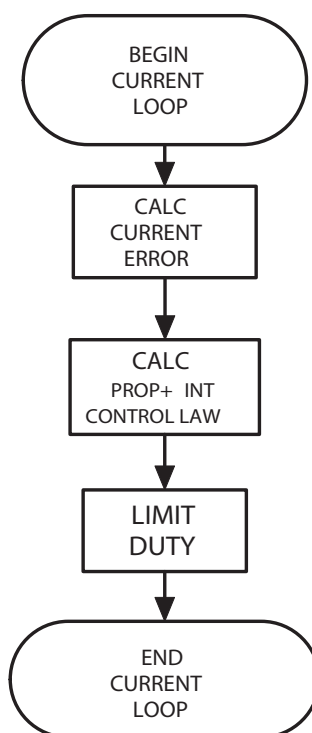 BEGIN
CURRENT
LOOP
CALC
CURRENT
ERROR
CALC
PROP+ INT
CONTROL LAW
LIMIT
DUTY
END
CURRENT
LOOP